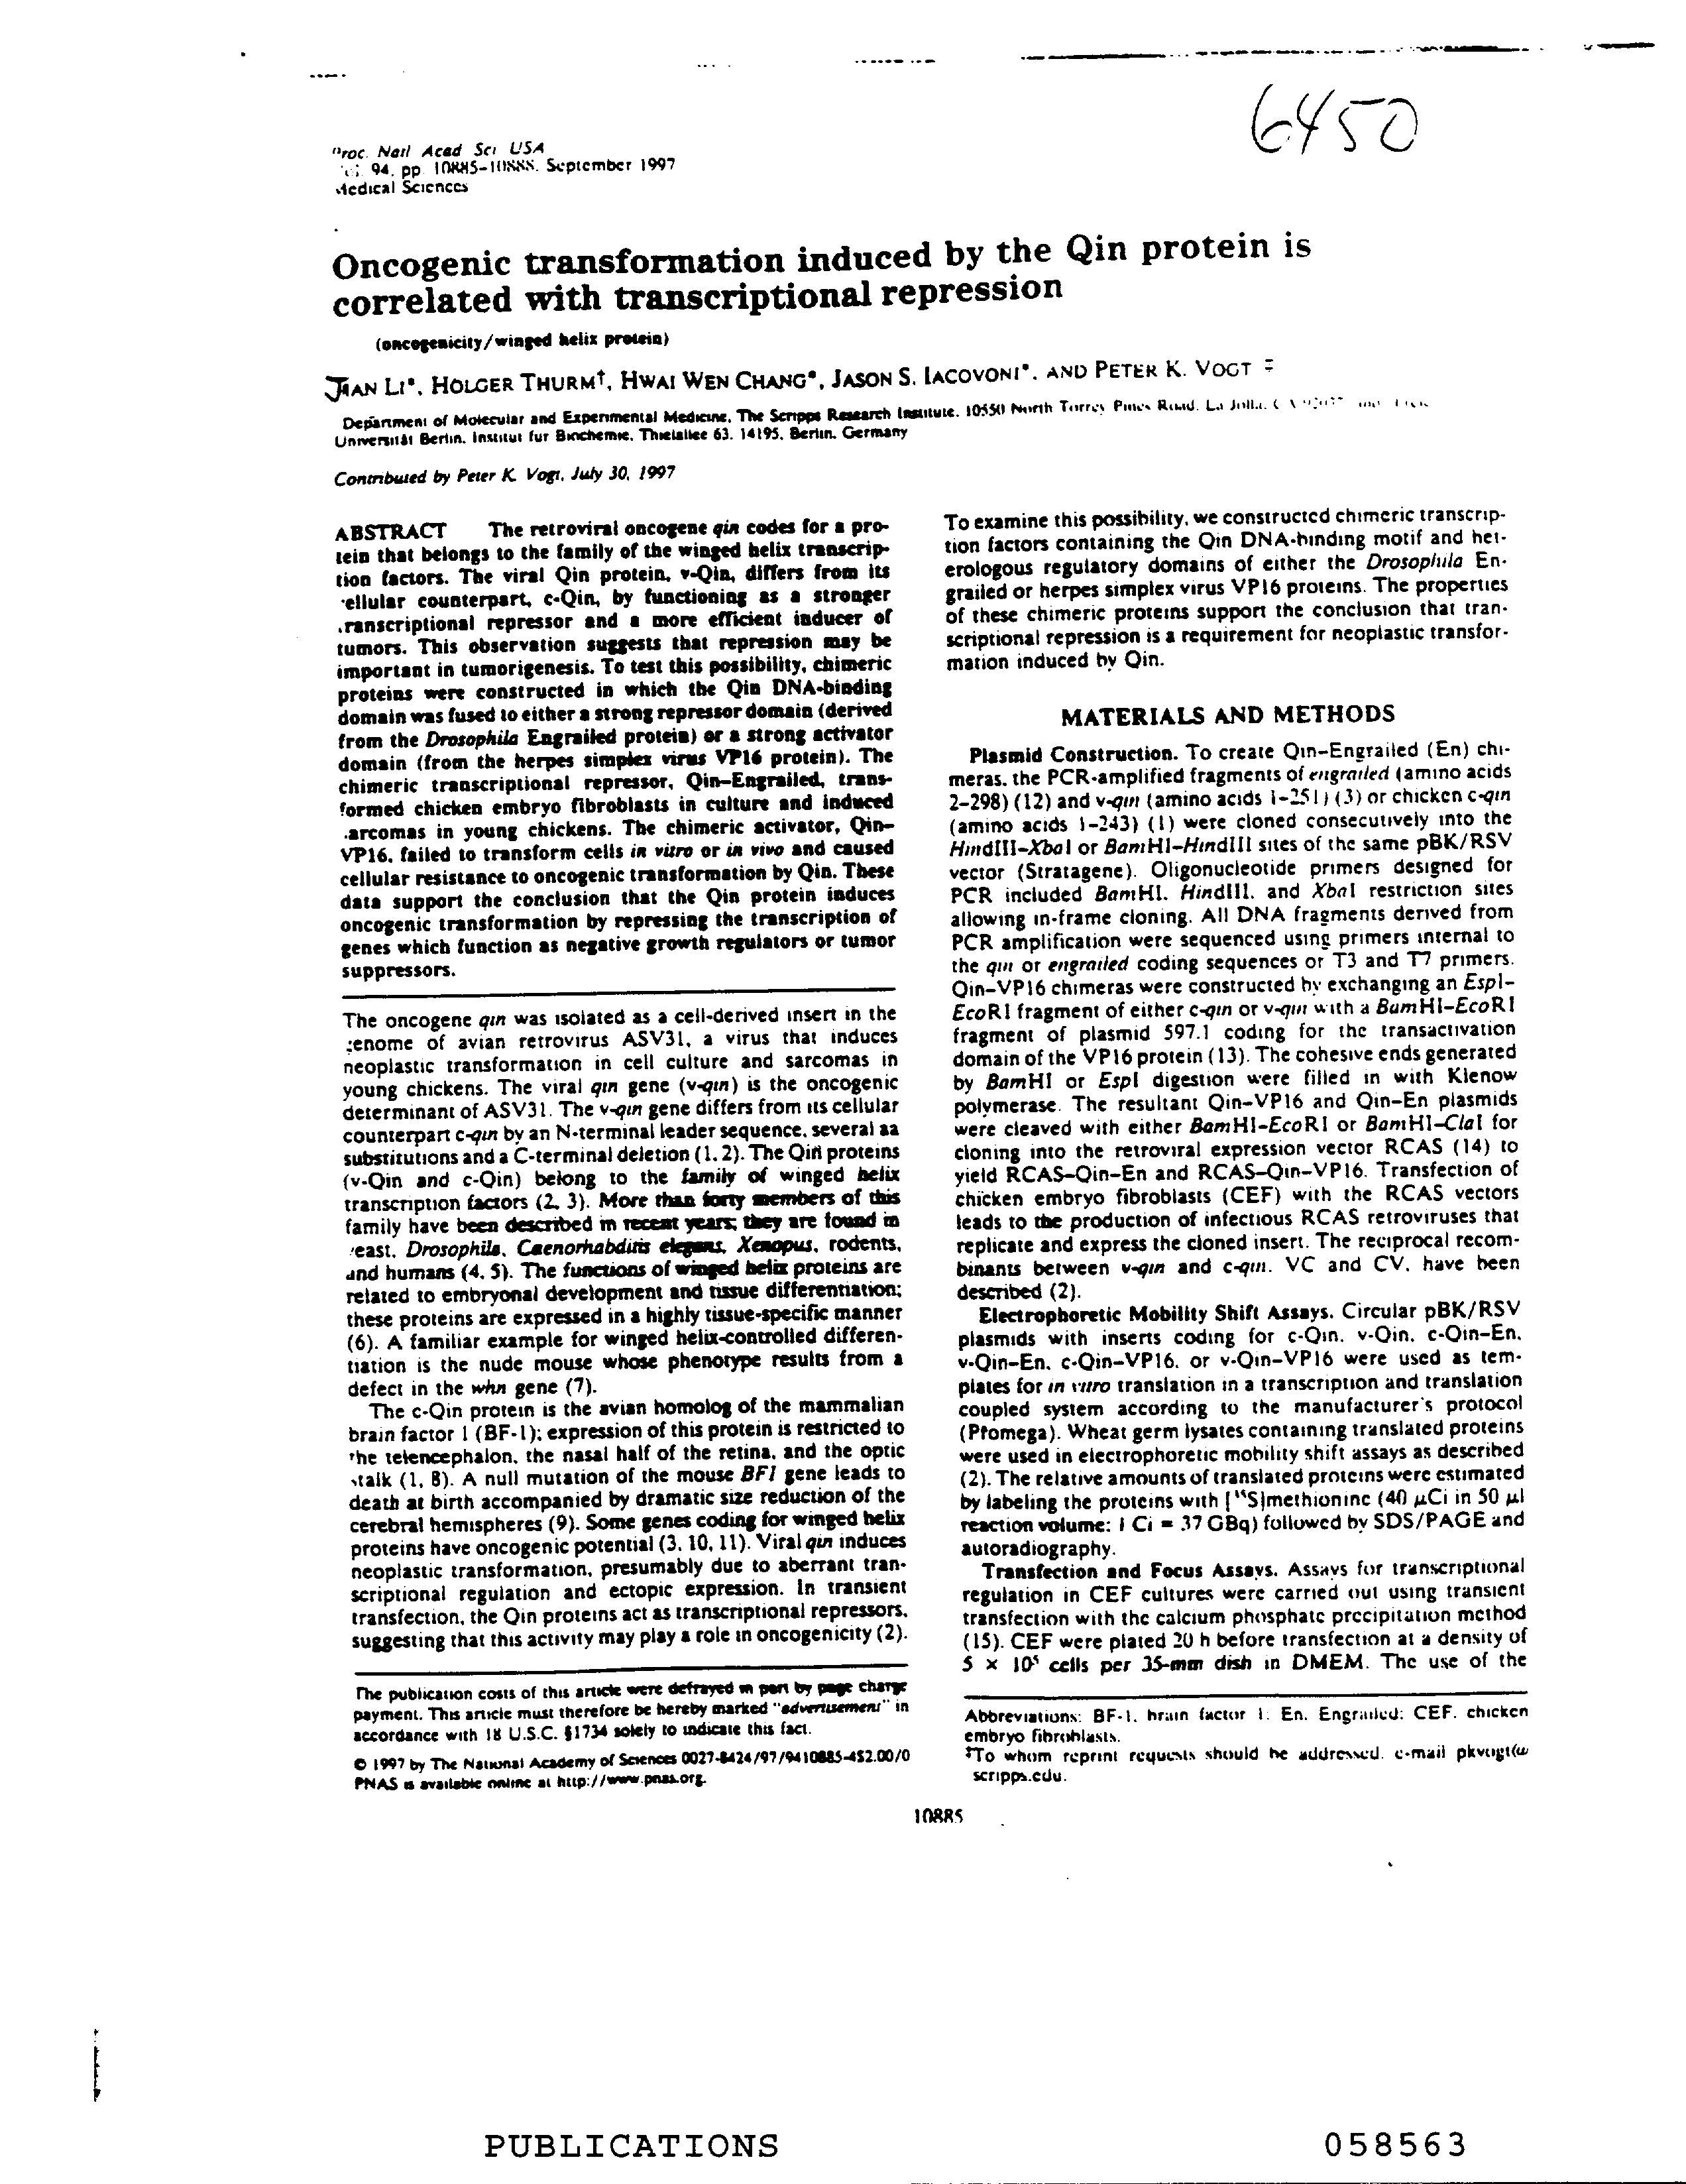 6450
Proc. Natl Acad Sci USA
94, pp 10885-10888, September 1997
Medical Sciences
Oncogenic transformation induced by the Qin protein is
correlated with transcriptional repression
(oncogenicity/winged helix protein)
JIAN LI*, HOLGER THURM†, HWAI WEN CHANG*, JASON S. IACOVONI*, AND PETER K. VOGT
Department of Molecular and Experimental Medicine, The Scripps Research Institute, 10550 North Torrey Pines Road, La Jolla,
Universität Berlin, Institut fur Biochemie, Thielallee 63, 14195, Berlin, Germany
Contributed by Peter K. Vogt, July 30, 1997
ABSTRACT The retroviral oncogene qin codes for a pro-
tein that belongs to the family of the winged helix transcrip-
tion factors. The viral Qin protein, v-Qin, differs from its
cellular counterpart, c-Qin, by functioning as a stronger
transcriptional repressor and a more efficient inducer of
tumors. This observation suggests that repression may be
important in tumorigenesis. To test this possibility, chimeric
proteins were constructed in which the Qin DNA-binding
domain was fused to either a strong repressor domain (derived
from the Drosophila Engrailed protein) or a strong activator
domain (from the herpes simplex virus VP16 protein). The
chimeric transcriptional repressor, Qin–Engrailed, trans-
formed chicken embryo fibroblasts in culture and induced
sarcomas in young chickens. The chimeric activator, Qin–
VP16, failed to transform cells in vitro or in vivo and caused
cellular resistance to oncogenic transformation by Qin. These
data support the conclusion that the Qin protein induces
oncogenic transformation by repressing the transcription of
genes which function as negative growth regulators or tumor
suppressors.
The oncogene qin was isolated as a cell-derived insert in the
genome of avian retrovirus ASV31, a virus that induces
neoplastic transformation in cell culture and sarcomas in
young chickens. The viral qin gene (v-qin) is the oncogenic
determinant of ASV31. The v-qin gene differs from its cellular
counterpart c-qin by an N-terminal leader sequence, several aa
substitutions and a C-terminal deletion (1, 2). The Qin proteins
(v-Qin and c-Qin) belong to the family of winged helix
transcription factors (2, 3). More than forty members of this
family have been described in recent years; they are found in
yeast, Drosophila, Caenorhabditis elegans, Xenopus, rodents,
and humans (4, 5). The functions of winged helix proteins are
related to embryonal development and tissue differentiation;
these proteins are expressed in a highly tissue-specific manner
(6). A familiar example for winged helix-controlled differen-
tiation is the nude mouse whose phenotype results from a
defect in the whn gene (7).
The c-Qin protein is the avian homolog of the mammalian
brain factor 1 (BF-1); expression of this protein is restricted to
the telencephalon, the nasal half of the retina, and the optic
stalk (1, 8). A null mutation of the mouse BF1 gene leads to
death at birth accompanied by dramatic size reduction of the
cerebral hemispheres (9). Some genes coding for winged helix
proteins have oncogenic potential (3, 10, 11). Viral qin induces
neoplastic transformation, presumably due to aberrant tran-
scriptional regulation and ectopic expression. In transient
transfection, the Qin proteins act as transcriptional repressors,
suggesting that this activity may play a role in oncogenicity (2).
The publication costs of this article were defrayed in part by page charge
payment. This article must therefore be hereby marked "advertisement" in
accordance with 18 U.S.C. §1734 solely to indicate this fact.
© 1997 by The National Academy of Sciences 0027-8424/97/9410885-4$2.00/0
PNAS is available online at http://www.pnas.org.
To examine this possibility, we constructed chimeric transcrip-
tion factors containing the Qin DNA-binding motif and het-
erologous regulatory domains of either the Drosophila En-
grailed or herpes simplex virus VP16 proteins. The properties
of these chimeric proteins support the conclusion that tran-
scriptional repression is a requirement for neoplastic transfor-
mation induced by Qin.
MATERIALS AND METHODS
Plasmid Construction. To create Qin–Engrailed (En) chi-
meras, the PCR-amplified fragments of engrailed (amino acids
2–298) (12) and v-qin (amino acids 1–251) (3) or chicken c-qin
(amino acids 1–243) (1) were cloned consecutively into the
HindIII–XbaI or BamHI–HindIII sites of the same pBK/RSV
vector (Stratagene). Oligonucleotide primers designed for
PCR included BamHI, HindIII, and XbaI restriction sites
allowing in-frame cloning. All DNA fragments derived from
PCR amplification were sequenced using primers internal to
the qin or engrailed coding sequences or T3 and T7 primers.
Qin–VP16 chimeras were constructed by exchanging an EspI–
EcoRI fragment of either c-qin or v-qin with a BamHI–EcoRI
fragment of plasmid 597.1 coding for the transactivation
domain of the VP16 protein (13). The cohesive ends generated
by BamHI or EspI digestion were filled in with Klenow
polymerase. The resultant Qin–VP16 and Qin–En plasmids
were cleaved with either BamHI–EcoRI or BamHI–ClaI for
cloning into the retroviral expression vector RCAS (14) to
yield RCAS–Qin–En and RCAS–Qin–VP16. Transfection of
chicken embryo fibroblasts (CEF) with the RCAS vectors
leads to the production of infectious RCAS retroviruses that
replicate and express the cloned insert. The reciprocal recom-
binants between v-qin and c-qin, VC and CV, have been
described (2).
Electrophoretic Mobility Shift Assays. Circular pBK/RSV
plasmids with inserts coding for c-Qin, v-Qin, c-Qin–En,
v-Qin–En, c-Qin–VP16, or v-Qin–VP16 were used as tem-
plates for in vitro translation in a transcription and translation
coupled system according to the manufacturer's protocol
(Promega). Wheat germ lysates containing translated proteins
were used in electrophoretic mobility shift assays as described
(2). The relative amounts of translated proteins were estimated
by labeling the proteins with [³⁵S]methionine (40 μCi in 50 μl
reaction volume; 1 Ci = 37 GBq) followed by SDS/PAGE and
autoradiography.
Transfection and Focus Assays. Assays for transcriptional
regulation in CEF cultures were carried out using transient
transfection with the calcium phosphate precipitation method
(15). CEF were plated 20 h before transfection at a density of
5 × 10⁵ cells per 35-mm dish in DMEM. The use of the
Abbreviations: BF-1, brain factor 1; En, Engrailed; CEF, chicken
embryo fibroblasts.
‡To whom reprint requests should be addressed. e-mail pkvogt@
scripps.edu.
10885
PUBLICATIONS
058563